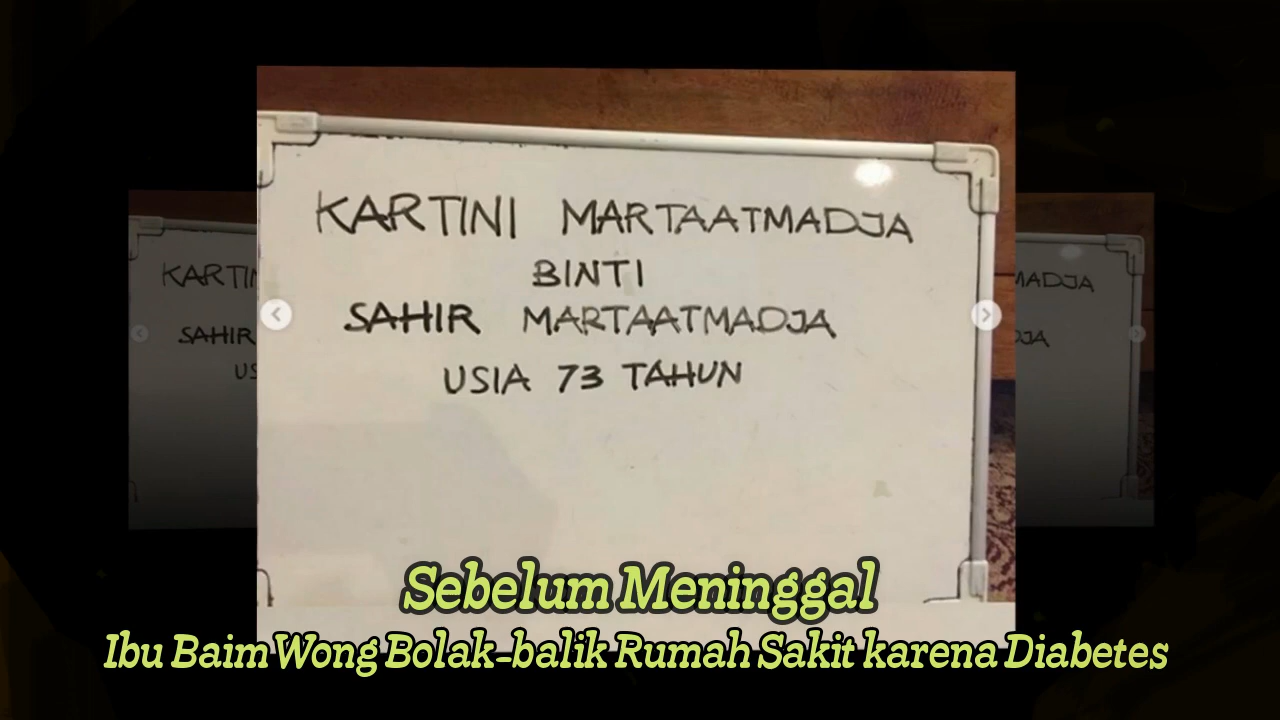 KARTINI MARTAATMADJA
BINTI
SAHIR MARTAATMADJA
USIA 73 TAHUN
Sebelum Meninggal
Ibu Baim Wong Bolak-balik Rumah Sakit karena Diabetes